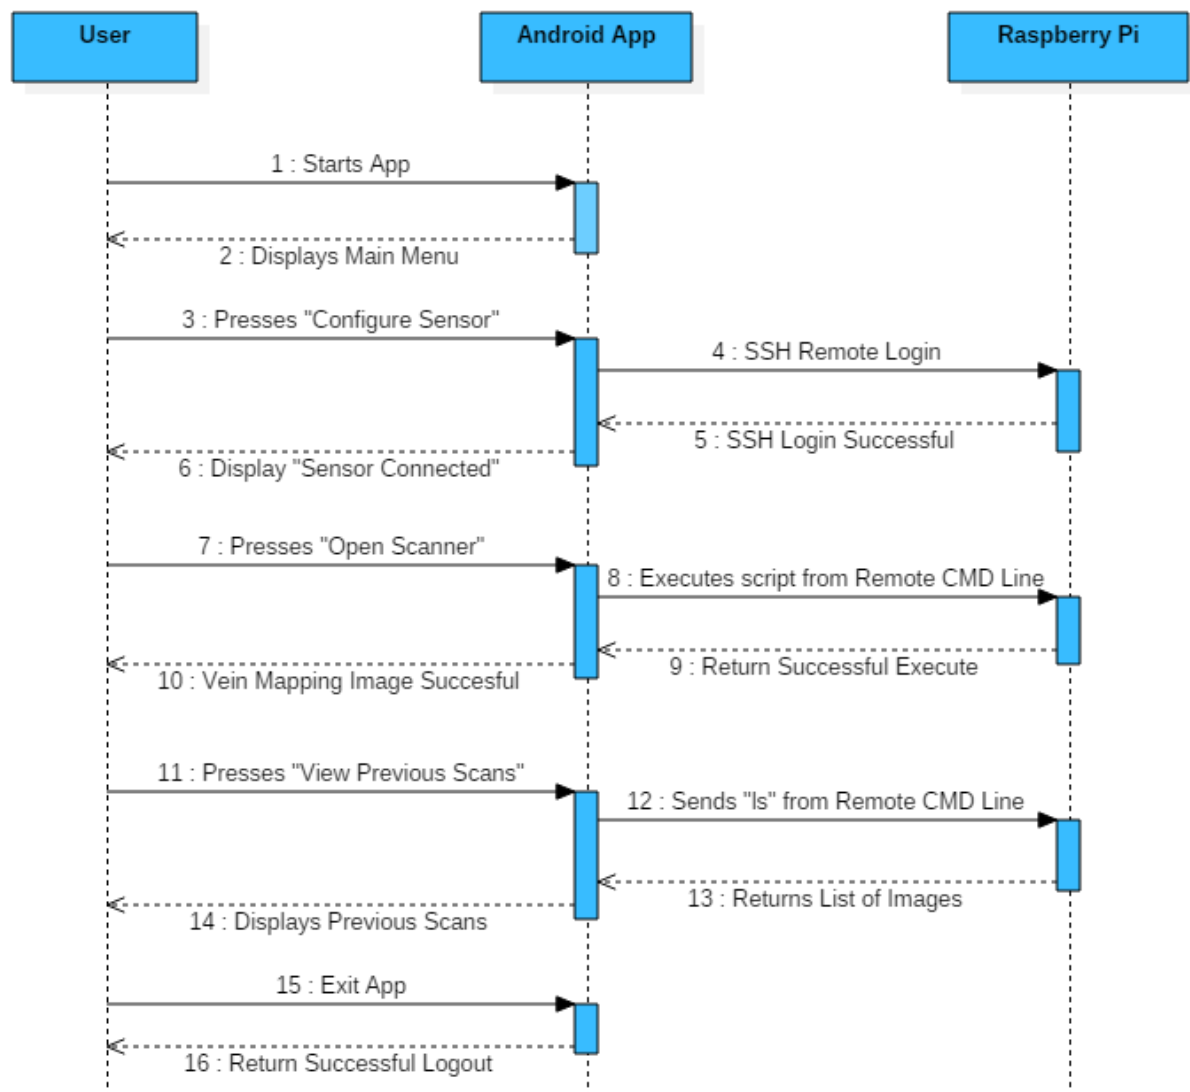 User
Android App
Raspberry Pi
1 : Starts App
2 : Displays Main Menu
3 : Presses "Configure Sensor"
4 : SSH Remote Login
5 : SSH Login Successful
6 : Display "Sensor Connected"
7 : Presses "Open Scanner"
8 : Executes script from Remote CMD Line
9 : Return Successful Execute
10 : Vein Mapping Image Succesful
11 : Presses "View Previous Scans"
12 : Sends "ls" from Remote CMD Line
13 : Returns List of Images
14 : Displays Previous Scans
15 : Exit App
16 : Return Successful Logout